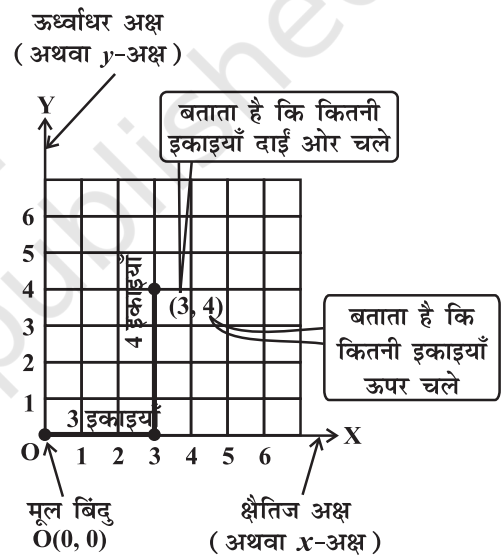 ऊर्ध्वाधर अक्ष
( अथवा y-अक्ष )
Y
बताता है कि कितनी
इकाइयाँ दाईं ओर चले
6
5
4
3
2
1
4 इकाइयाँ
(3, 4)
बताता है कि
कितनी इकाइयाँ
ऊपर चले
3 इकाइयाँ
O
1 2 3 4 5 6
X
मूल बिंदु
O(0, 0)
क्षैतिज अक्ष
( अथवा x-अक्ष )